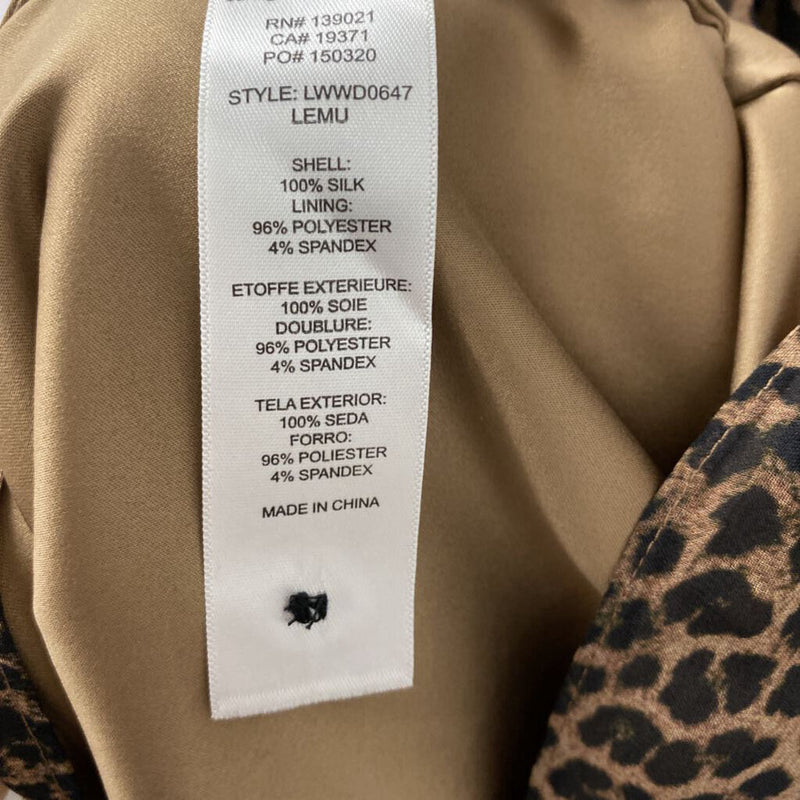 RN# 139021
CA# 19371
PO# 150320
STYLE: LWWD0647
LEMU
SHELL:
100% SILK
LINING:
96% POLYESTER
4% SPANDEX
ETOFFE EXTERIEURE:
100% SOIE
DOUBLURE:
96% POLYESTER
4% SPANDEX
TELA EXTERIOR:
100% SEDA
FORRO:
96% POLIESTER
4% SPANDEX
MADE IN CHINA